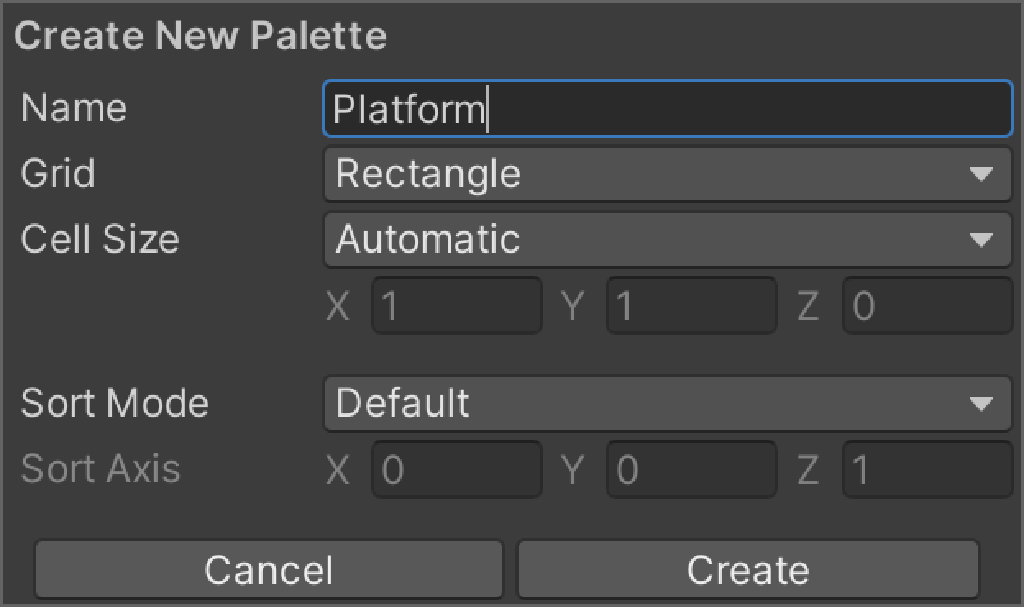 Create New Palette
Name Platform
Grid Rectangle
Cell Size Automatic
X 1 Y 1 Z 0
Sort Mode Default
Sort Axis X 0 Y 0 Z 1
Cancel Create